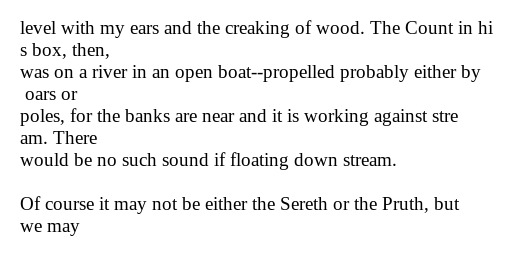 level with my ears and the creaking of wood. The Count in hi
s box, then,
was on a river in an open boat--propelled probably either by
 oars or
poles, for the banks are near and it is working against stre
am. There
would be no such sound if floating down stream.

Of course it may not be either the Sereth or the Pruth, but
we may